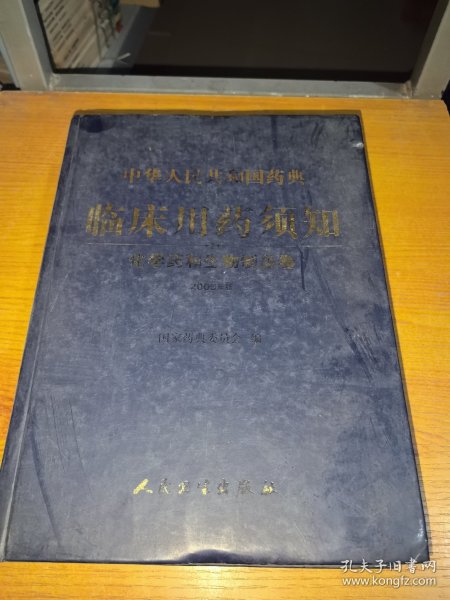 中华人民共和国药典
临床用药须知
化学药和生物制品卷
2005年版
国家药典委员会 编
人民卫生出版社
孔夫子旧书网
www.kongfz.com